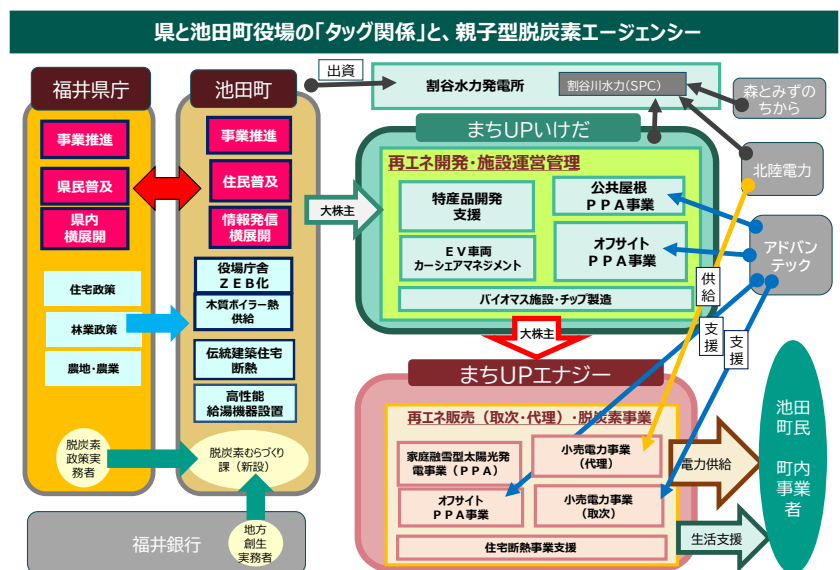 県と池田町役場の「タッグ関係」と、親子型脱炭素エージェンシー
福井県庁
事業推進
県民普及
県内
横展開
住宅政策
林業政策
農地・農業
脱炭素
政策実
務者
池田町
事業推進
住民普及
情報発信
横展開
役場庁舎
ZEB化
木質ボイラー熱
供給
伝統建築住宅
断熱
高性能
給湯機器設置
脱炭素むらづくり
課(新設)
福井銀行
地方
創生
実務者
出資
割谷水力発電所
割谷川水力(SPC)
大株主
まちUPいけだ
再エネ開発・施設運営管理
特産品開発
支援
公共屋根
PPA事業
EV車両
カーシェアマネジメント
オフサイト
PPA事業
バイオマス施設・チップ製造
大株主
まちUPエナジー
再エネ販売(取次・代理)・脱炭素事業
家庭融雪型太陽光発
電事業(PPA)
小売電力事業
(代理)
オフサイト
PPA事業
小売電力事業
(取次)
住宅断熱事業支援
森とみずの
ちから
北陸電力
アドバン
テック
供
給
支
援
支
援
電力供給
生活支援
池田
町民
町内
事業
者